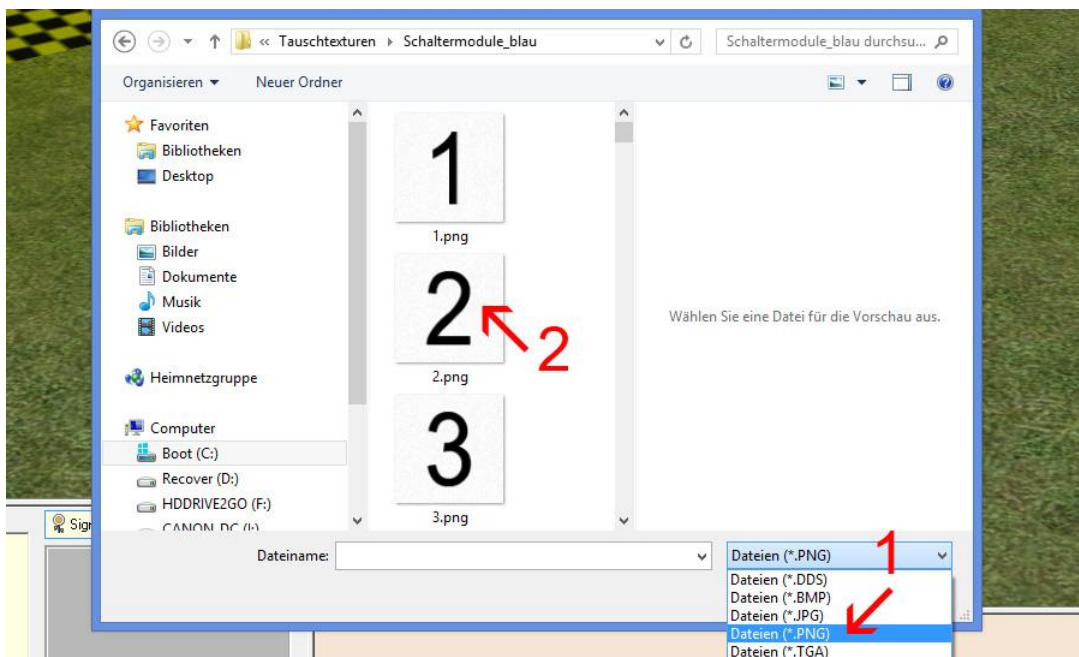 « Tauschtexturen ▸ Schaltermodule_blau
Schaltermodule_blau durchsu...
Organisieren
Neuer Ordner
Favoriten
Bibliotheken
Desktop
Bibliotheken
Bilder
Dokumente
Musik
Videos
Heimnetzgruppe
Computer
Boot (C:)
Recover (D:)
HDDRIVE2GO (F:)
CANON_DC (I:)
1
1.png
2
2.png
2
3
3.png
Wählen Sie eine Datei für die Vorschau aus.
Sign
Dateiname:
Dateien (*.PNG)
1
Dateien (*.DDS)
Dateien (*.BMP)
Dateien (*.JPG)
Dateien (*.PNG)
Dateien (*.TGA)